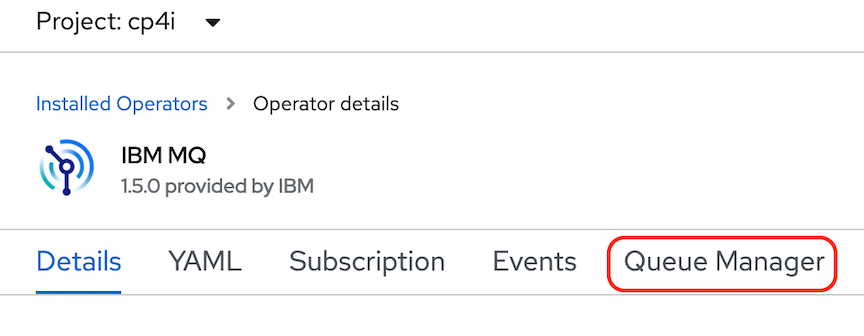 Project: cp4i
Installed Operators > Operator details
IBM MQ
1.5.0 provided by IBM
Details YAML Subscription Events Queue Manager